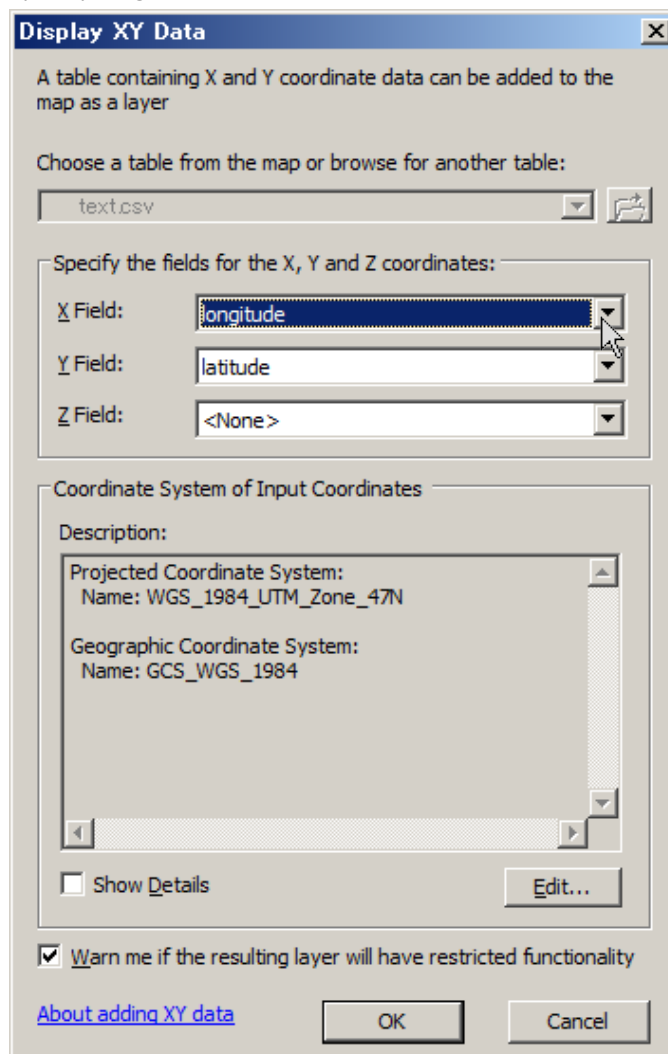 Display XY Data
A table containing X and Y coordinate data can be added to the
map as a layer
Choose a table from the map or browse for another table:
text.csv
Specify the fields for the X, Y and Z coordinates:
X Field:
longitude
Y Field:
latitude
Z Field:
<None>
Coordinate System of Input Coordinates
Description:
Projected Coordinate System:
Name: WGS_1984_UTM_Zone_47N
Geographic Coordinate System:
Name: GCS_WGS_1984
Show Details
Edit...
Warn me if the resulting layer will have restricted functionality
About adding XY data
OK
Cancel